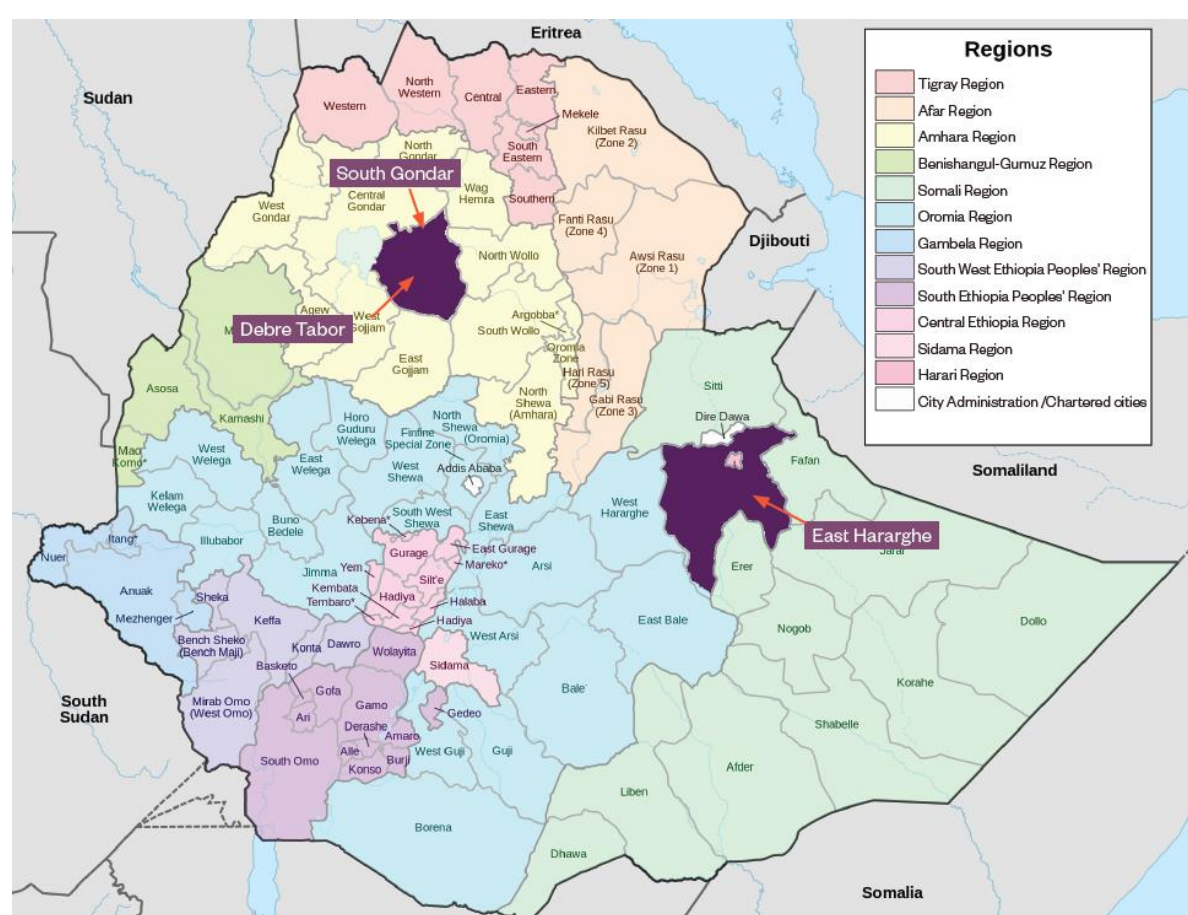 Eritrea
Sudan
Djibouti
Somaliland
South
Sudan
Somalia
Regions
Tigray Region
Afar Region
Amhara Region
Benishangul-Gumuz Region
Somali Region
Oromia Region
Gambela Region
South West Ethiopia Peoples' Region
South Ethiopia Peoples' Region
Central Ethiopia Region
Sidama Region
Harari Region
City Administration /Chartered cities
Western
North
Western
Central
Eastern
Mekele
South
Eastern
Southern
Kilbet Rasu
(Zone 2)
Fanti Rasu
(Zone 4)
Awsi Rasu
(Zone 1)
Hari Rasu
(Zone 5)
Gabi Rasu
(Zone 3)
North
Gondar
South Gondar
Central
Gondar
West
Gondar
Wag
Hemra
North Wollo
Debre Tabor
Agew
West
Gojjam
East
Gojjam
Argobba*
South Wollo
Oromia
Zone
North
Shewa
(Amhara)
Asosa
Kamashi
Mao
Komo*
Sitti
Dire Dawa
Fafan
East Hararghe
Jarar
Erer
Nogob
Dollo
Korahe
Shabelle
Afder
Liben
Dhawa
West
Welega
Kelam
Welega
East
Welega
Horo
Guduru
Welega
Finfine
Special Zone
North
Shewa
(Oromia)
West
Shewa
Addis Ababa
South West
Shewa
East
Shewa
Buno
Bedele
Illubabor
Jimma
Arsi
West
Hararghe
West Arsi
East Bale
Bale
Guji
West Guji
Borena
Kebena*
Gurage
East Gurage
Mareko*
Yem
Silt'e
Kembata
Hadiya
Tembaro*
Halaba
Hadiya
Sidama
Gedeo
Nuer
Itang*
Anuak
Mezhenger
Sheka
Keffa
Bench Sheko
(Bench Maji)
Konta
Dawro
Mirab Omo
(West Omo)
Basketo
Wolayita
Gofa
Gamo
Ari
Derashe
Amaro
Alle
Burji
Konso
South Omo